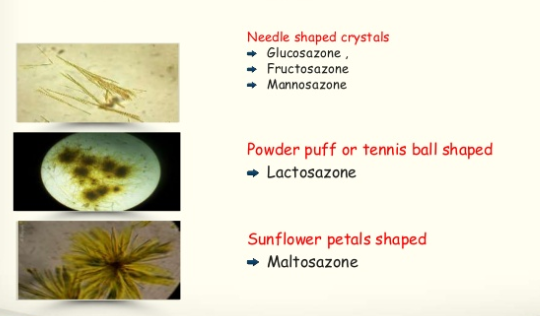 Needle shaped crystals
➡ Glucosazone ,
➡ Fructosazone
➡ Mannosazone
Powder puff or tennis ball shaped
➡ Lactosazone
Sunflower petals shaped
➡ Maltosazone